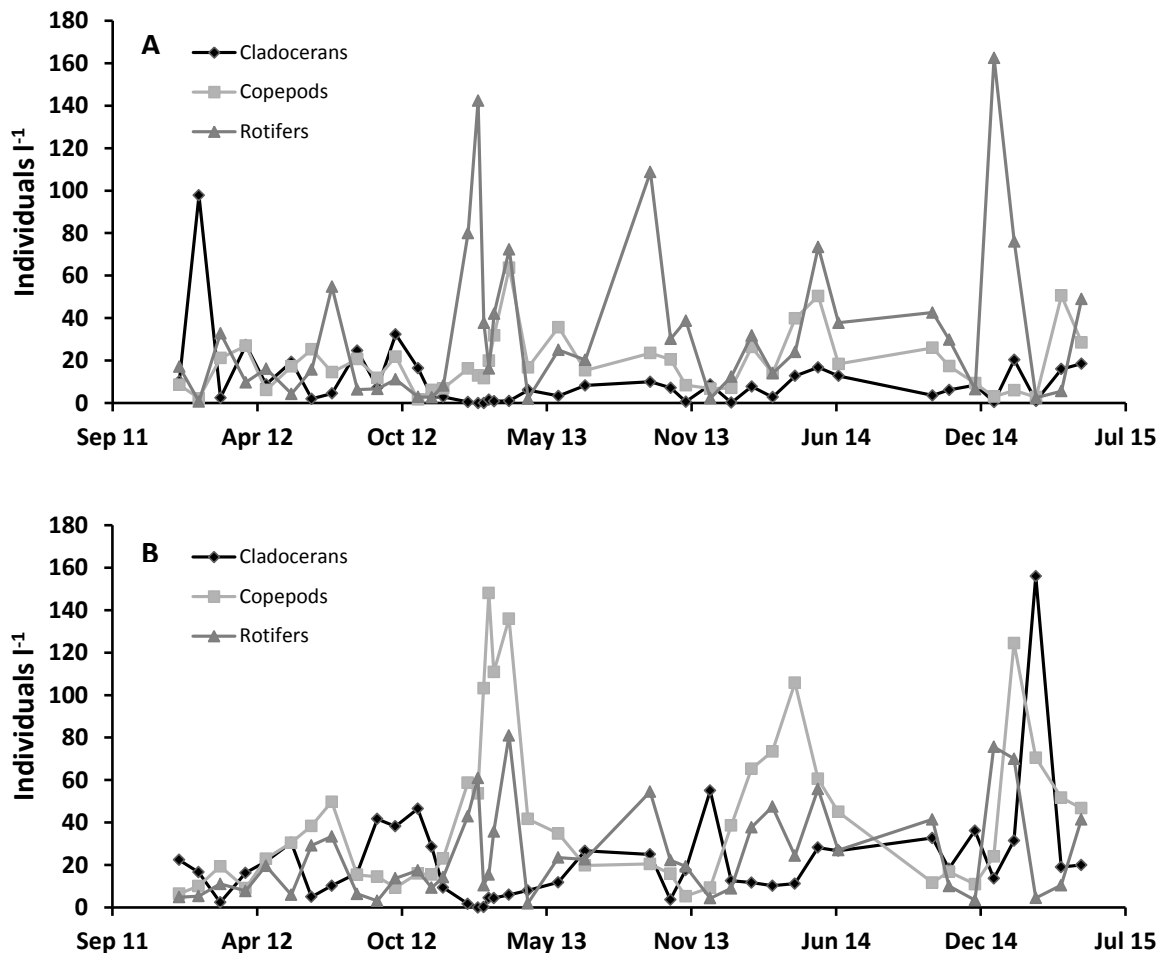 A
Individuals l-1
180
160
140
120
100
80
60
40
20
0
Cladocerans
Copepods
Rotifers
Sep 11 Apr 12 Oct 12 May 13 Nov 13 Jun 14 Dec 14 Jul 15
B
Individuals l-1
180
160
140
120
100
80
60
40
20
0
Cladocerans
Copepods
Rotifers
Sep 11 Apr 12 Oct 12 May 13 Nov 13 Jun 14 Dec 14 Jul 15